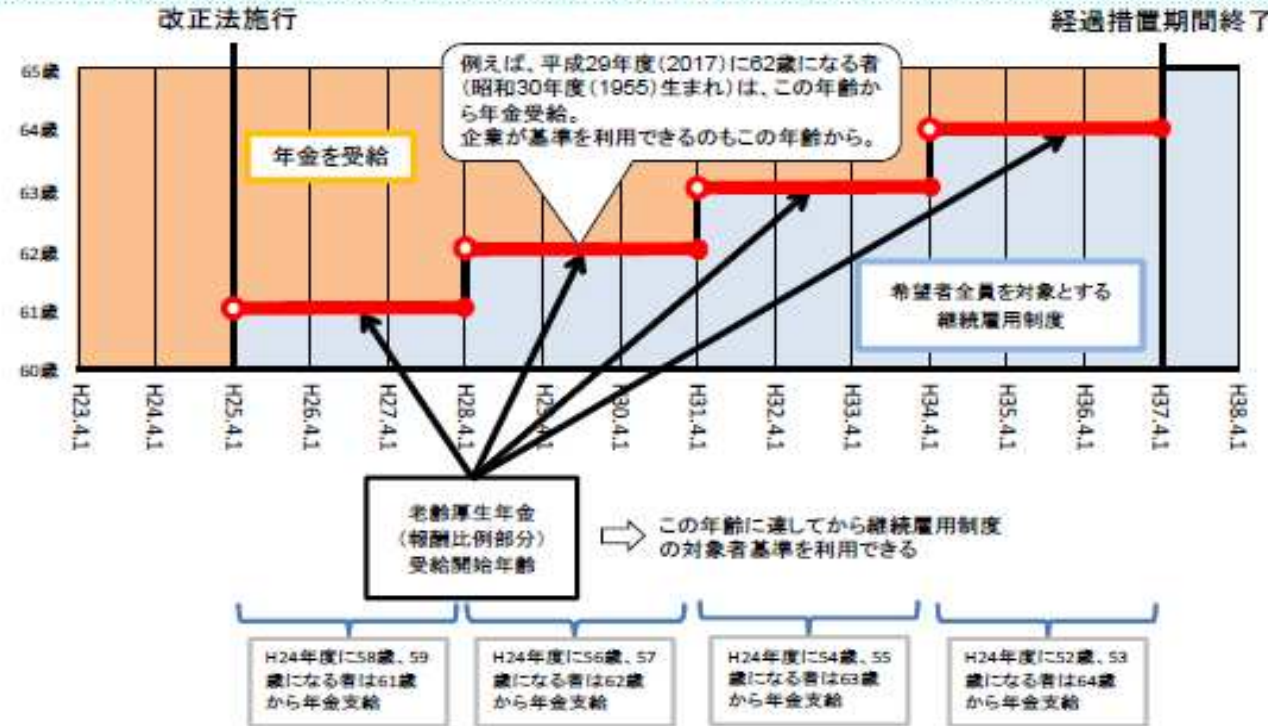 改正法施行
経過措置期間終了
例えば、平成29年度(2017)に62歳になる者
(昭和30年度(1955)生まれ)は、この年齢か
ら年金受給。
企業が基準を利用できるのもこの年齢から。
年金を受給
65歳
64歳
63歳
62歳
61歳
60歳
希望者全員を対象とする
継続雇用制度
H23.4.1
H24.4.1
H25.4.1
H26.4.1
H27.4.1
H28.4.1
H29.4.1
H30.4.1
H31.4.1
H32.4.1
H33.4.1
H34.4.1
H35.4.1
H36.4.1
H37.4.1
H38.4.1
老齢厚生年金
(報酬比例部分)
受給開始年齢
この年齢に達してから継続雇用制度
の対象者基準を利用できる
H24年度に58歳、59
歳になる者は61歳
から年金支給
H24年度に56歳、57
歳になる者は62歳
から年金支給
H24年度に54歳、55
歳になる者は63歳
から年金支給
H24年度に52歳、53
歳になる者は64歳
から年金支給